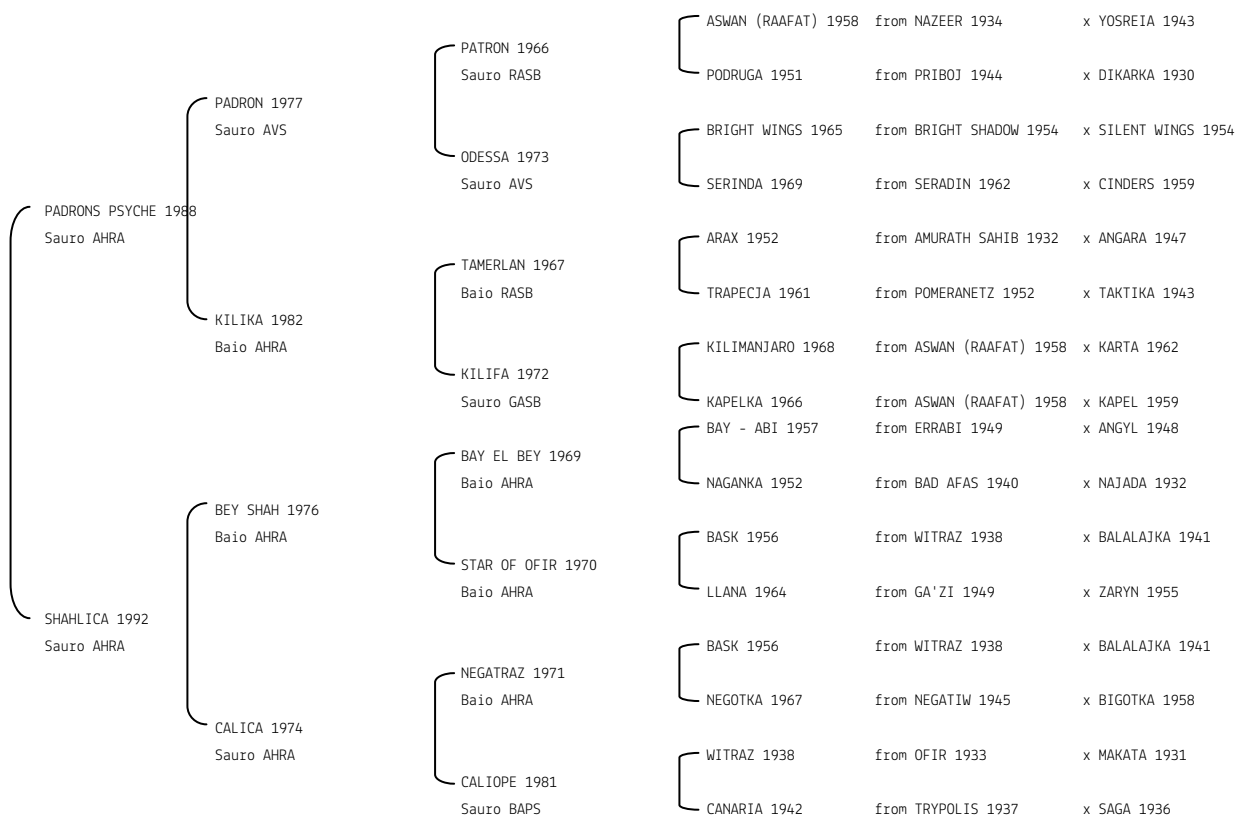 ASWAN (RAAFAT) 1958 from NAZEER 1934 x YOSREIA 1943
PATRON 1966
Sauro RASB
PODRUGA 1951 from PRIBOJ 1944 x DIKARKA 1930
PADRON 1977
Sauro AVS
BRIGHT WINGS 1965 from BRIGHT SHADOW 1954 x SILENT WINGS 1954
ODESSA 1973
Sauro AVS
SERINDA 1969 from SERADIN 1962 x CINDERS 1959
PADRONS PSYCHE 1988
Sauro AHRA
ARAX 1952 from AMURATH SAHIB 1932 x ANGARA 1947
TAMERLAN 1967
Baio RASB
TRAPECJA 1961 from POMERANETZ 1952 x TAKTIKA 1943
KILIKA 1982
Baio AHRA
KILIMANJARO 1968 from ASWAN (RAAFAT) 1958 x KARTA 1962
KILIFA 1972
Sauro GASB
KAPELKA 1966 from ASWAN (RAAFAT) 1958 x KAPEL 1959
BAY - ABI 1957 from ERRABI 1949 x ANGYL 1948
BAY EL BEY 1969
Baio AHRA
NAGANKA 1952 from BAD AFAS 1940 x NAJADA 1932
BEY SHAH 1976
Baio AHRA
BASK 1956 from WITRAZ 1938 x BALALAJKA 1941
STAR OF OFIR 1970
Baio AHRA
LLANA 1964 from GA'ZI 1949 x ZARYN 1955
SHAHLICA 1992
Sauro AHRA
BASK 1956 from WITRAZ 1938 x BALALAJKA 1941
NEGATRAZ 1971
Baio AHRA
NEGOTKA 1967 from NEGATIW 1945 x BIGOTKA 1958
CALICA 1974
Sauro AHRA
WITRAZ 1938 from OFIR 1933 x MAKATA 1931
CALIOPE 1981
Sauro BAPS
CANARIA 1942 from TRYPOLIS 1937 x SAGA 1936